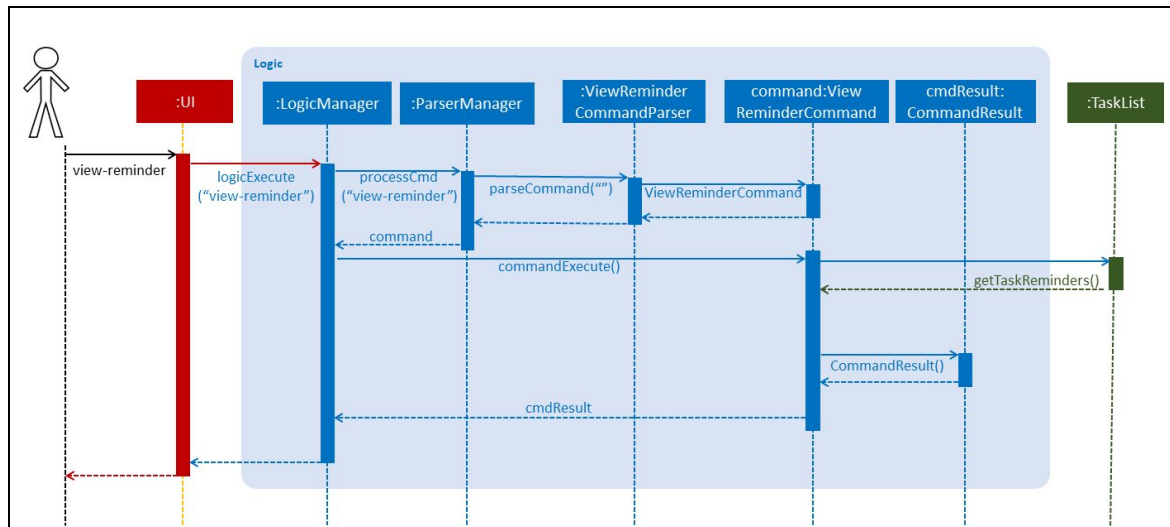 Logic
:UI
:LogicManager
:ParserManager
:ViewReminder
CommandParser
command:View
ReminderCommand
cmdResult:
CommandResult
:TaskList
view-reminder
logicExecute
(“view-reminder”)
processCmd
(“view-reminder”)
parseCommand(“”)
ViewReminderCommand
command
commandExecute()
getTaskReminders()
CommandResult()
cmdResult